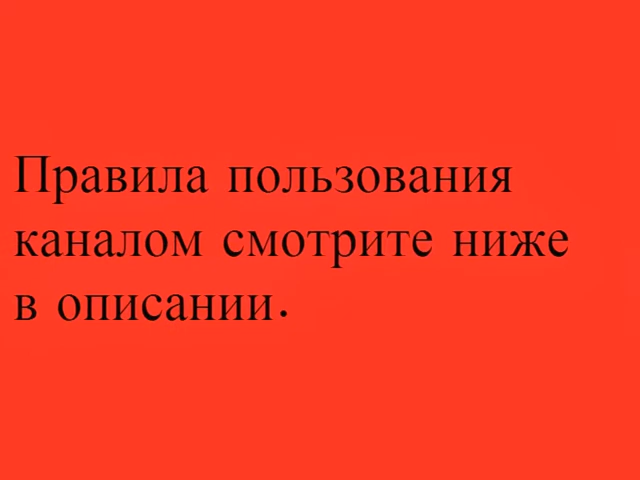 Правила пользования
каналом смотрите ниже
в описании.